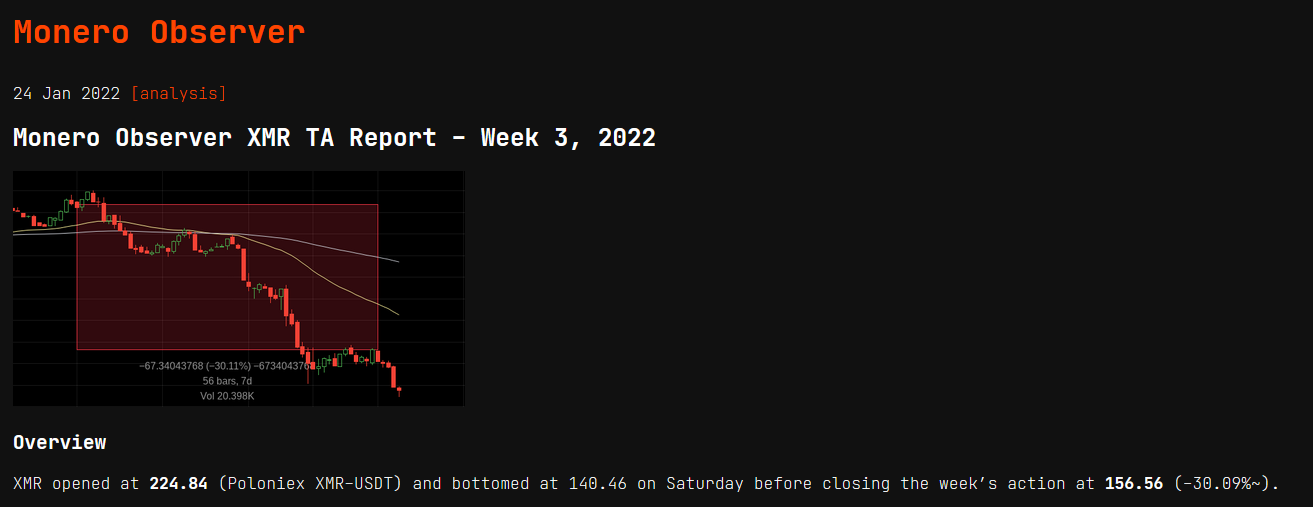 Monero Observer
24 Jan 2022 [analysis]
Monero Observer XMR TA Report – Week 3, 2022
−67.34043768 (−30.11%) −6734043768
56 bars, 7d
Vol 20.398K
Overview
XMR opened at 224.84 (Poloniex XMR-USDT) and bottomed at 140.46 on Saturday before closing the week’s action at 156.56 (-30.09%~).